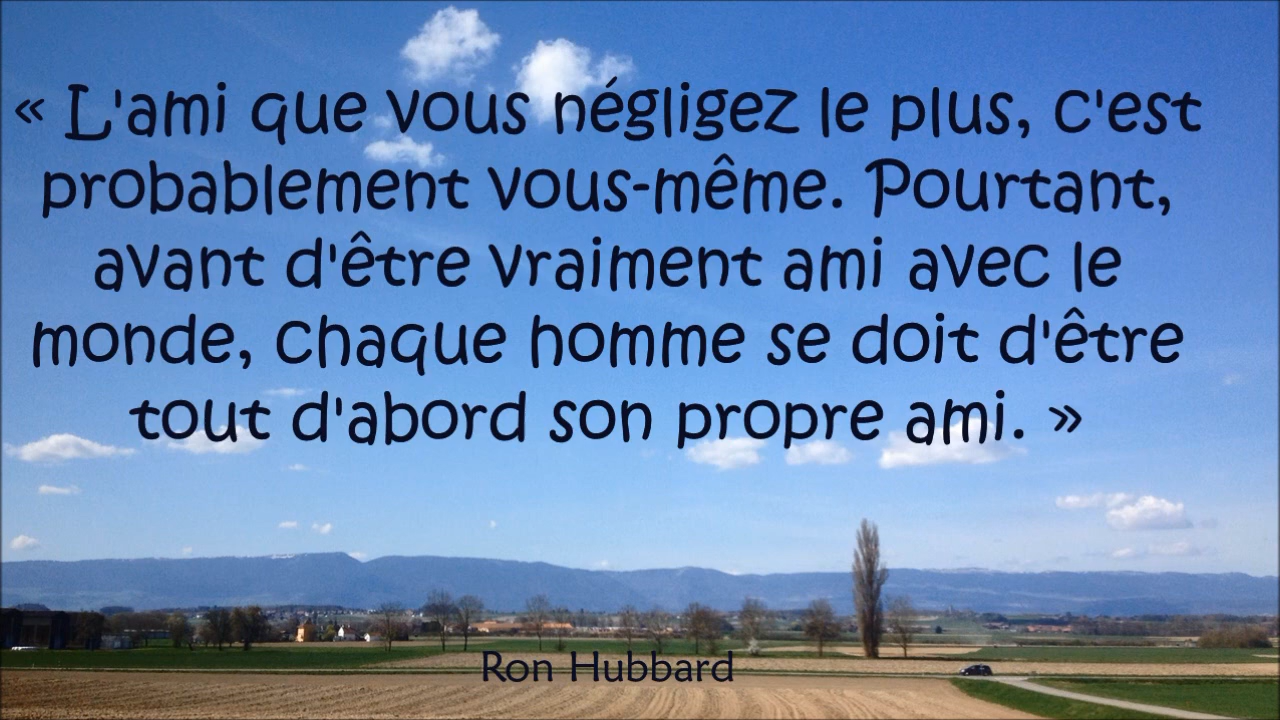 « L'ami que vous négligez le plus, c'est
probablement vous-même. Pourtant,
avant d'être vraiment ami avec le
monde, chaque homme se doit d'être
tout d'abord son propre ami. »
Ron Hubbard